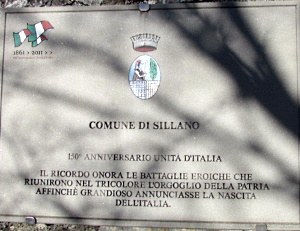 1861 > 2011 > >
COMUNE DI SILLANO
150° ANNIVERSARIO UNITÀ D'ITALIA
IL RICORDO ONORA LE BATTAGLIE EROICHE CHE
RIUNIRONO NEL TRICOLORE L'ORGOGLIO DELLA PATRIA
AFFINCHÈ GRANDIOSO ANNUNCIASSE LA NASCITA
DELL'ITALIA.